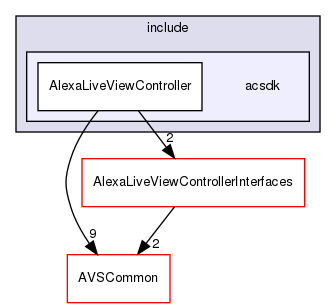 include
AlexaLiveViewController
acsdk
2
AlexaLiveViewControllerInterfaces
9
2
AVSCommon